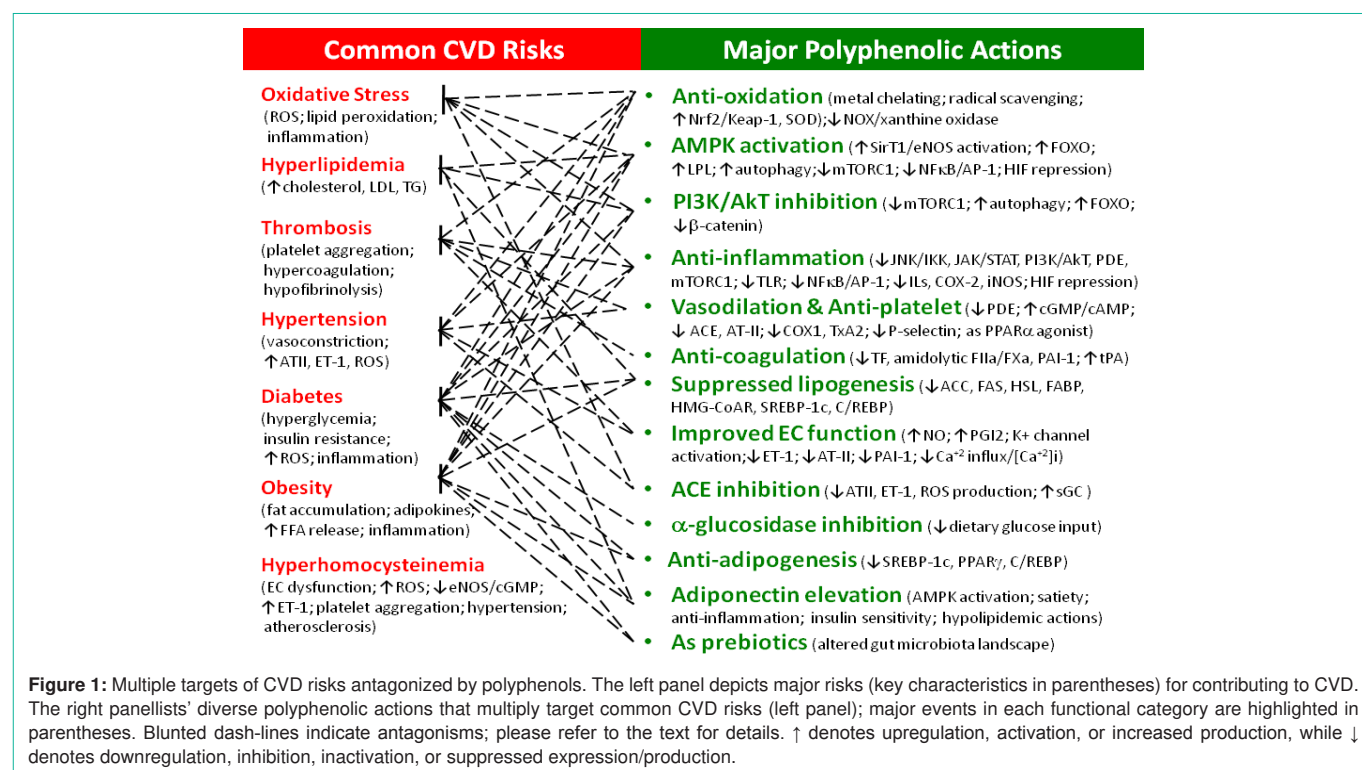 Common CVD Risks
Major Polyphenolic Actions
Oxidative Stress
(ROS; lipid peroxidation;
inflammation)
Hyperlipidemia
(↑cholesterol, LDL, TG)
Thrombosis
(platelet aggregation;
hypercoagulation;
hypofibrinolysis)
Hypertension
(vasoconstriction;
↑ATII, ET-1, ROS)
Diabetes
(hyperglycemia;
insulin resistance;
↑ROS; inflammation)
Obesity
(fat accumulation; adipokines;
↑FFA release; inflammation)
Hyperhomocysteinemia
(EC dysfunction; ↑ROS; ↓eNOS/cGMP;
↑ET-1; platelet aggregation; hypertension;
atherosclerosis)
• Anti-oxidation (metal chelating; radical scavenging;
↑Nrf2/Keap-1, SOD);↓NOX/xanthine oxidase
• AMPK activation (↑SirT1/eNOS activation; ↑FOXO;
↑LPL; ↑autophagy;↓mTORC1; ↓NFκB/AP-1; HIF repression)
• PI3K/AkT inhibition (↓mTORC1; ↑autophagy; ↑FOXO;
↓β-catenin)
• Anti-inflammation (↓JNK/IKK, JAK/STAT, PI3K/AkT, PDE,
mTORC1; ↓TLR; ↓NFκB/AP-1; ↓ILs, COX-2, iNOS; HIF repression)
• Vasodilation & Anti-platelet (↓PDE; ↑cGMP/cAMP;
↓ ACE, AT-II; ↓COX1, TxA2; ↓P-selectin; as PPARα agonist)
• Anti-coagulation (↓TF, amidolytic FIIa/FXa, PAI-1; ↑tPA)
• Suppressed lipogenesis (↓ACC, FAS, HSL, FABP,
HMG-CoAR, SREBP-1c, C/REBP)
• Improved EC function (↑NO; ↑PGI2; K+ channel
activation;↓ET-1; ↓AT-II; ↓PAI-1; ↓Ca⁺² influx/[Ca⁺²]i)
• ACE inhibition (↓ATII, ET-1, ROS production; ↑sGC )
• α-glucosidase inhibition (↓dietary glucose input)
• Anti-adipogenesis (↓SREBP-1c, PPARγ, C/REBP)
• Adiponectin elevation (AMPK activation; satiety;
anti-inflammation; insulin sensitivity; hypolipidemic actions)
• As prebiotics (altered gut microbiota landscape)
Figure 1: Multiple targets of CVD risks antagonized by polyphenols. The left panel depicts major risks (key characteristics in parentheses) for contributing to CVD.
The right panellists' diverse polyphenolic actions that multiply target common CVD risks (left panel); major events in each functional category are highlighted in
parentheses. Blunted dash-lines indicate antagonisms; please refer to the text for details. ↑ denotes upregulation, activation, or increased production, while ↓
denotes downregulation, inhibition, inactivation, or suppressed expression/production.